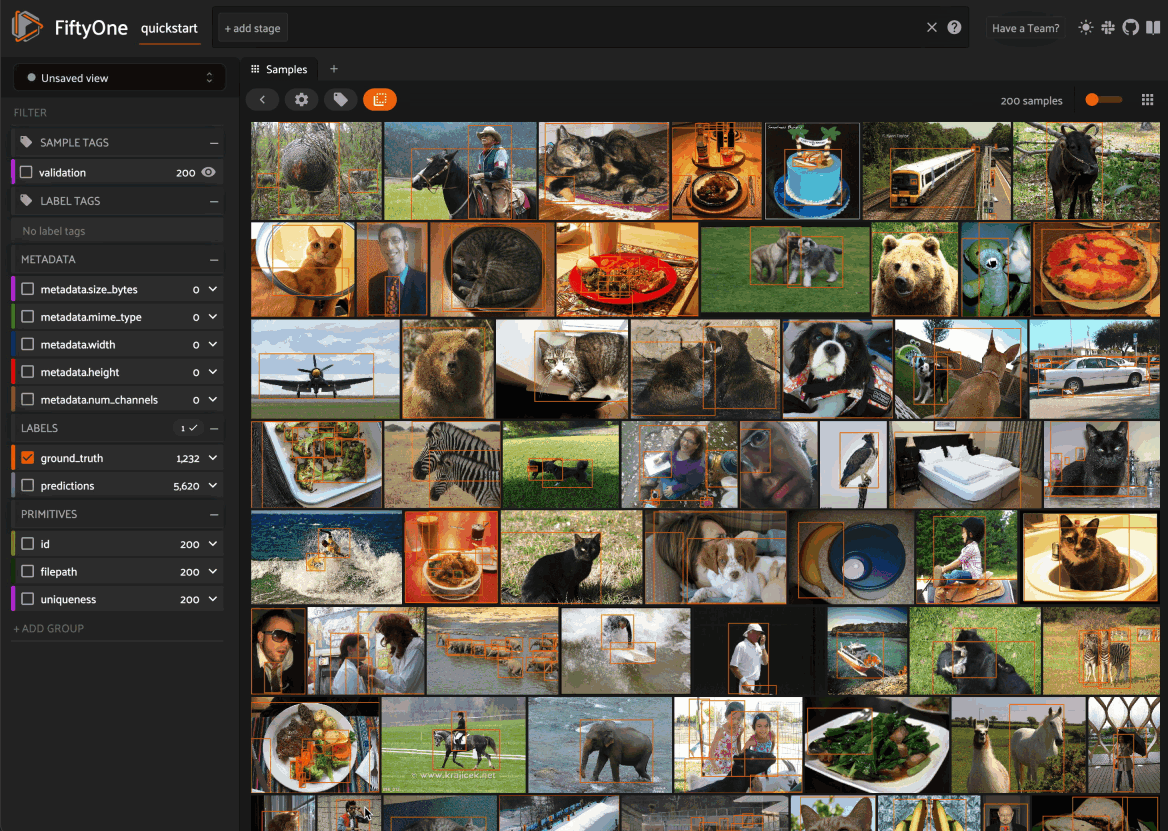 FiftyOne quickstart + add stage Have a Team?
Unsaved view Samples +
200 samples
FILTER
SAMPLE TAGS
validation 200
LABEL TAGS
No label tags
METADATA
metadata.size_bytes 0
metadata.mime_type 0
metadata.width 0
metadata.height 0
metadata.num_channels 0
LABELS 1
ground_truth 1,232
predictions 5,620
PRIMITIVES
id 200
filepath 200
uniqueness 200
+ ADD GROUP
© www.krajicek.net